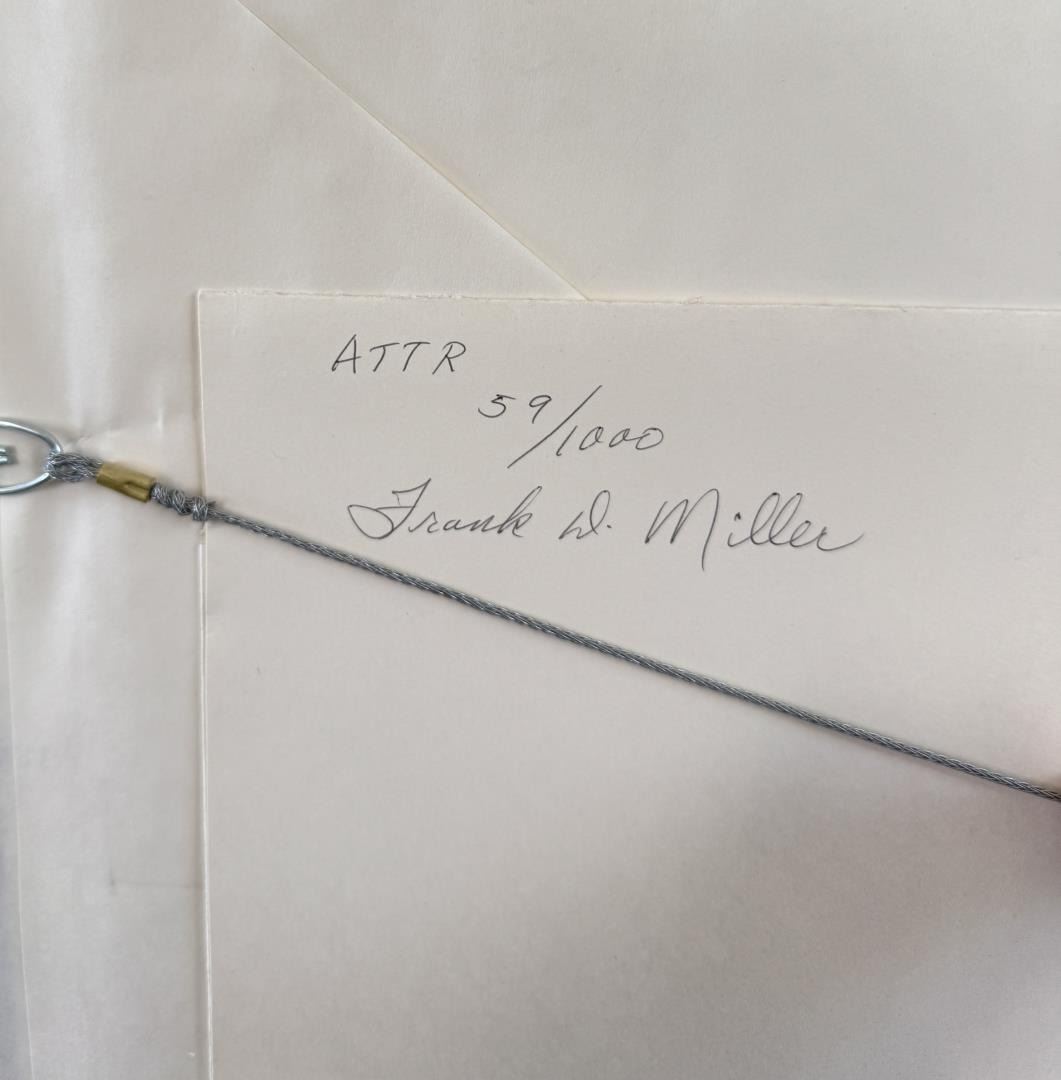 ATTR
59/1000
Frank D. Miller